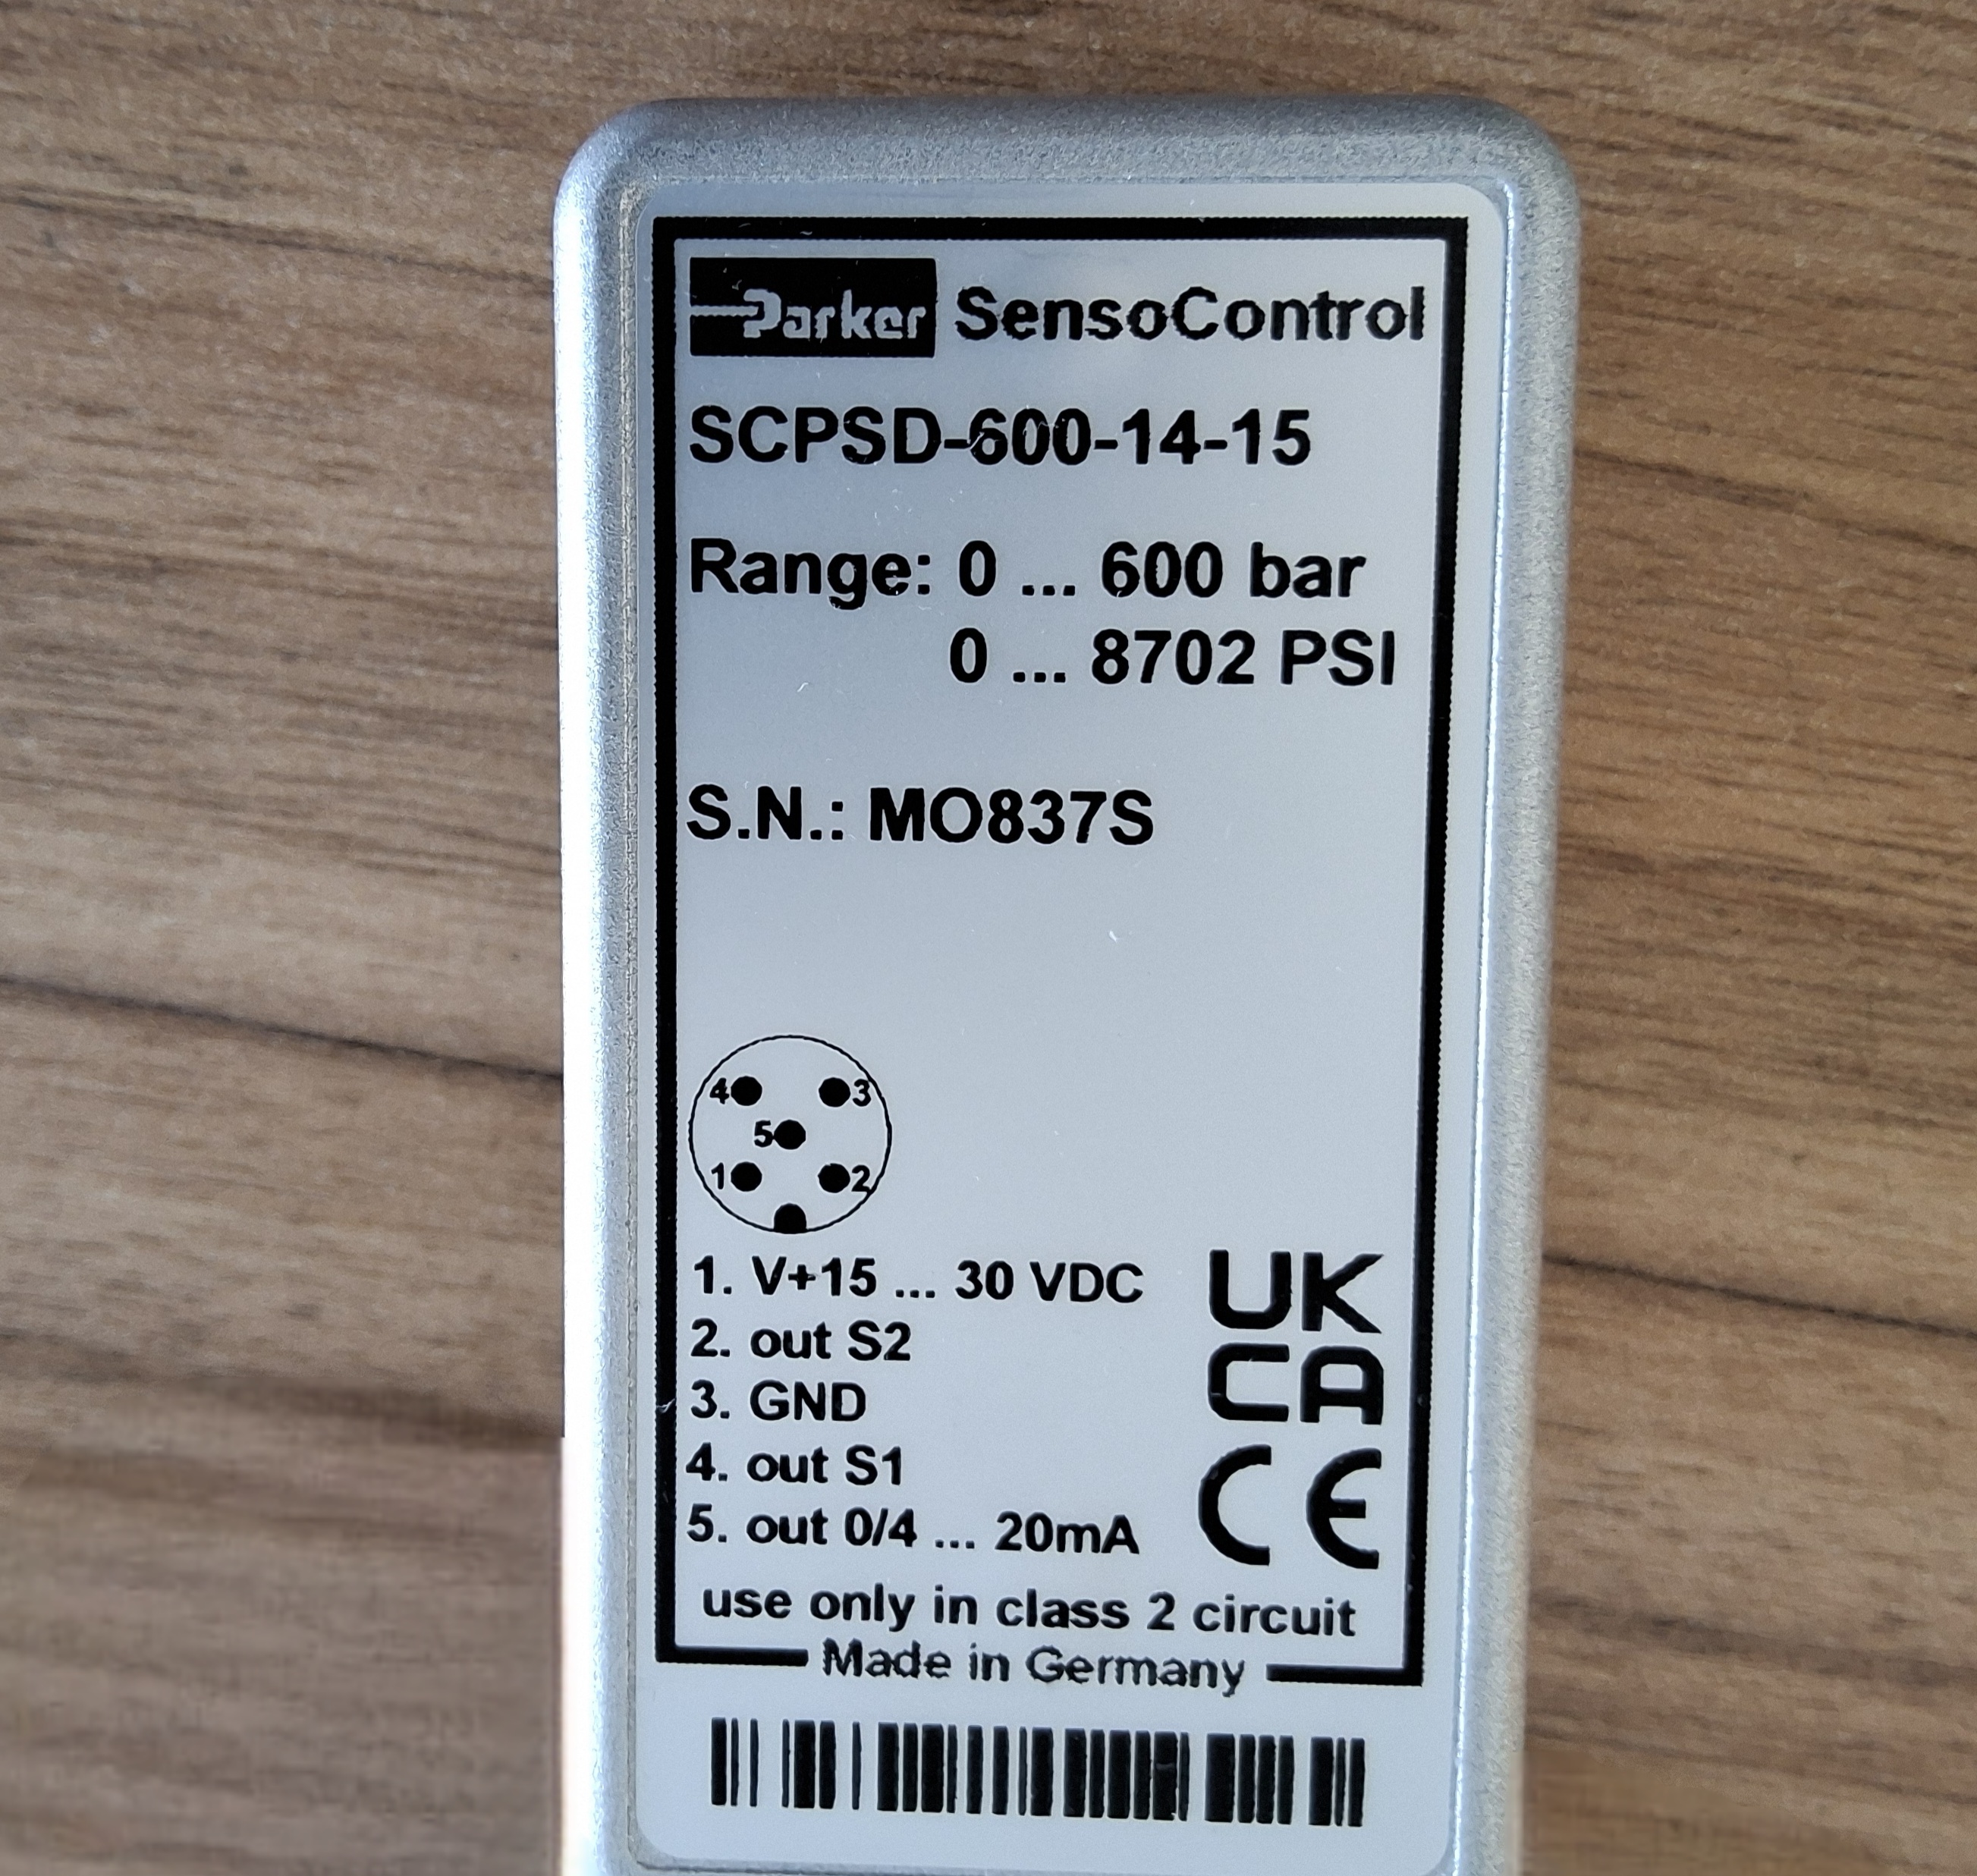 Parker SensoControl
SCPSD-600-14-15
Range: 0 ... 600 bar
0 ... 8702 PSI
S.N.: MO837S
4 3
5
1 2
1. V+15 ... 30 VDC
2. out S2
3. GND
4. out S1
5. out 0/4 ... 20mA
UK
CA
CE
use only in class 2 circuit
Made in Germany